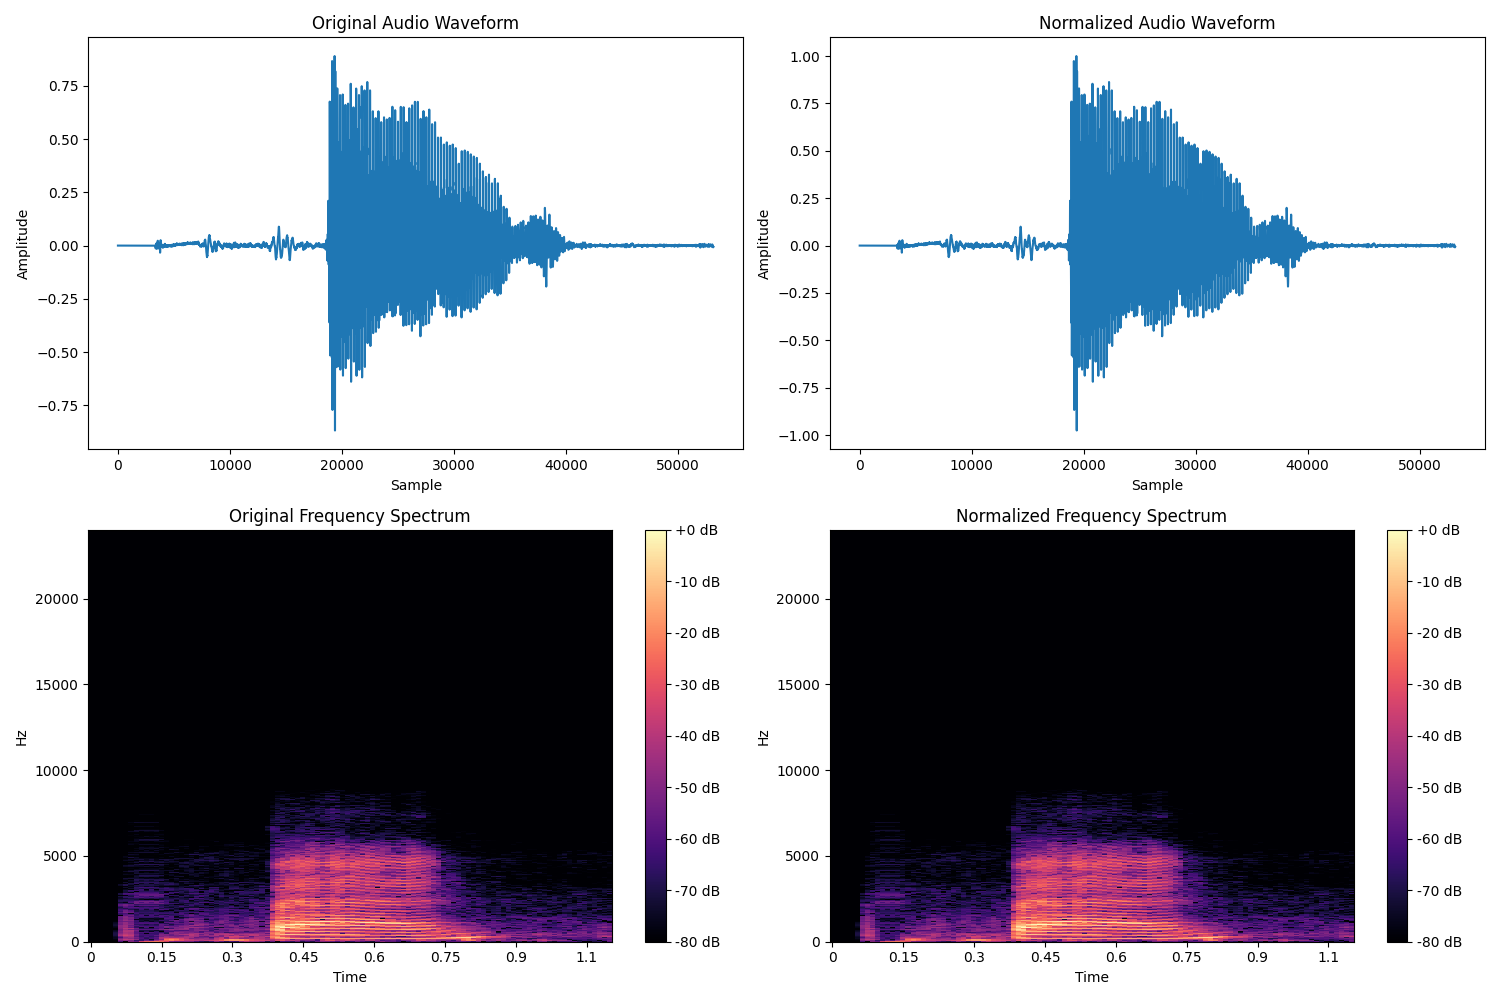 Original Audio Waveform
Normalized Audio Waveform
0.75
0.50
0.25
0.00
−0.25
−0.50
−0.75
Amplitude
0 10000 20000 30000 40000 50000
Sample
1.00
0.75
0.50
0.25
0.00
−0.25
−0.50
−0.75
−1.00
Amplitude
0 10000 20000 30000 40000 50000
Sample
Original Frequency Spectrum
20000
15000
10000
5000
0
Hz
0 0.15 0.3 0.45 0.6 0.75 0.9 1.1
Time
+0 dB
-10 dB
-20 dB
-30 dB
-40 dB
-50 dB
-60 dB
-70 dB
-80 dB
Normalized Frequency Spectrum
20000
15000
10000
5000
0
Hz
0 0.15 0.3 0.45 0.6 0.75 0.9 1.1
Time
+0 dB
-10 dB
-20 dB
-30 dB
-40 dB
-50 dB
-60 dB
-70 dB
-80 dB